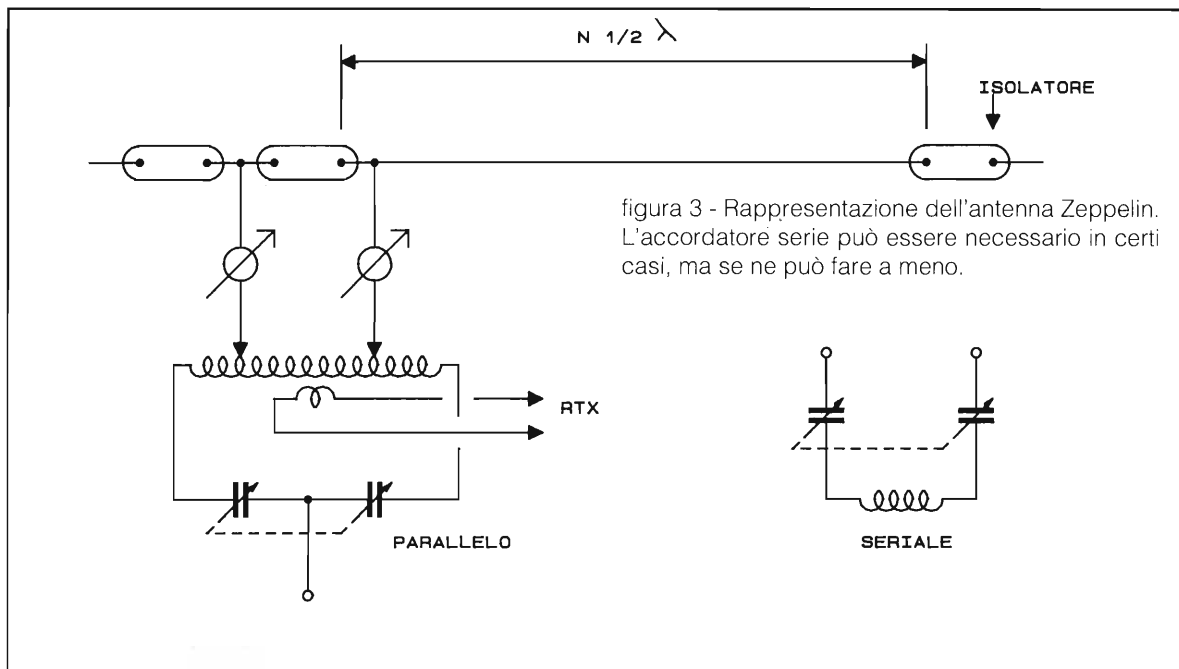 N 1/2 λ
ISOLATORE
figura 3 - Rappresentazione dell'antenna Zeppelin.
L'accordatore serie può essere necessario in certi
casi, ma se ne può fare a meno.
RTX
PARALLELO
SERIALE